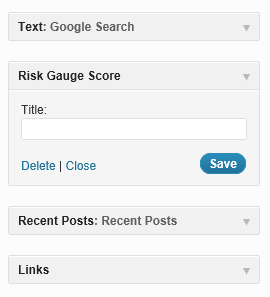 Text: Google Search
Risk Gauge Score
Title:
Delete | Close Save
Recent Posts: Recent Posts
Links